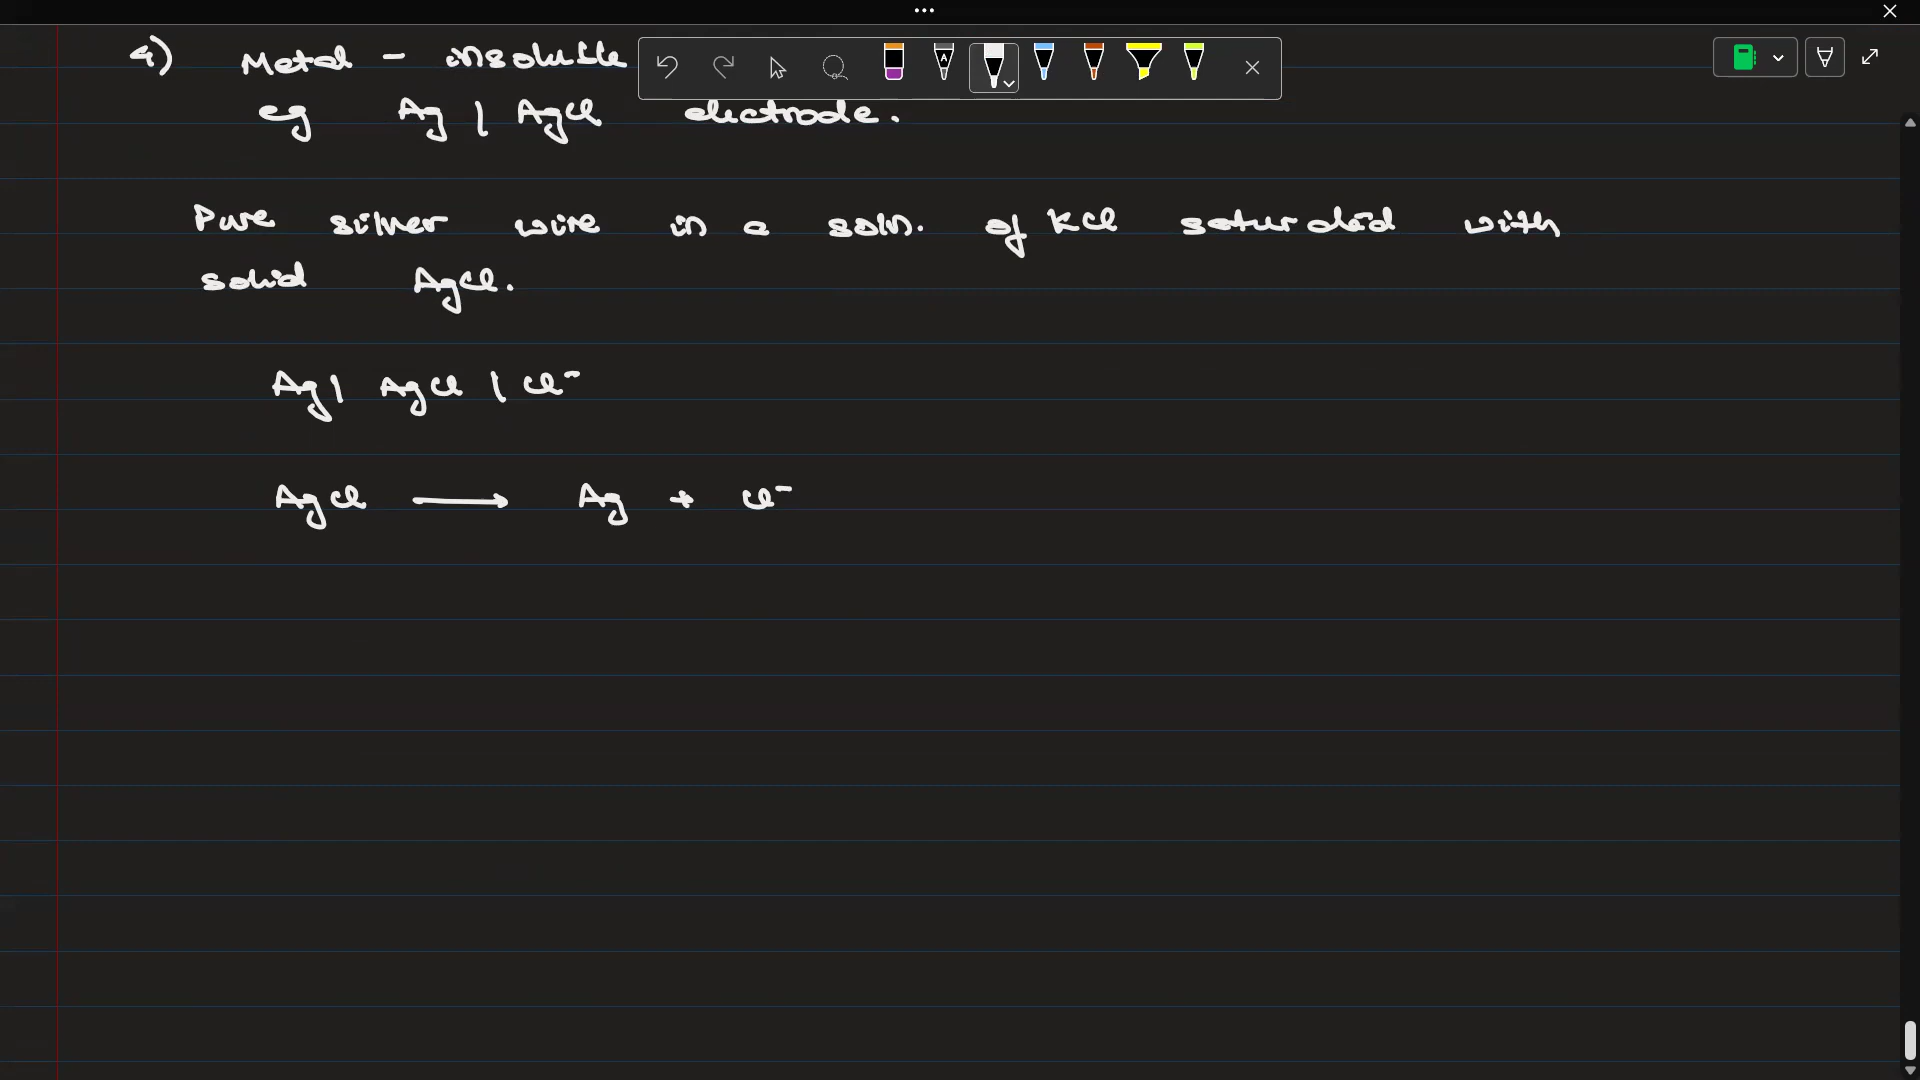 4) Metal - insoluble
eg Ag | AgCl electrode.
Pure silver wire in a soln. of KCl saturated with
solid AgCl.
Ag | AgCl | Cl⁻
AgCl ⟶ Ag + Cl⁻